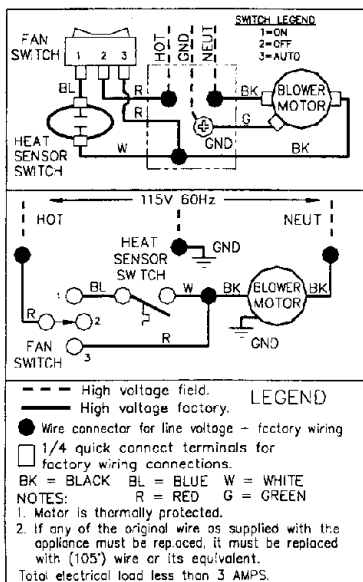 SWITCH LEGEND
1=ON
2=OFF
3=AUTO
FAN
SWITCH
HOT
GND
NEUT
1 2 3
BL
R
R
BK
BLOWER
MOTOR
G
HEAT
SENSOR
SWITCH
W
GND
BK
115V 60Hz
HOT
NEUT
HEAT
SENSOR
SWITCH
GND
1
BL
W
BK
BLOWER
MOTOR
BK
R
2
R
GND
FAN
SWITCH
3
LEGEND
High voltage field.
High voltage factory.
Wire connector for line voltage - factory wiring
1/4 quick connect terminals for
factory wiring connections.
BK = BLACK BL = BLUE W = WHITE
NOTES: R = RED G = GREEN
1. Motor is thermally protected.
2. If any of the original wire as supplied with the
appliance must be replaced, it must be replaced
with (105°) wire or its equivalent.
Total electrical load less than 3 AMPS.